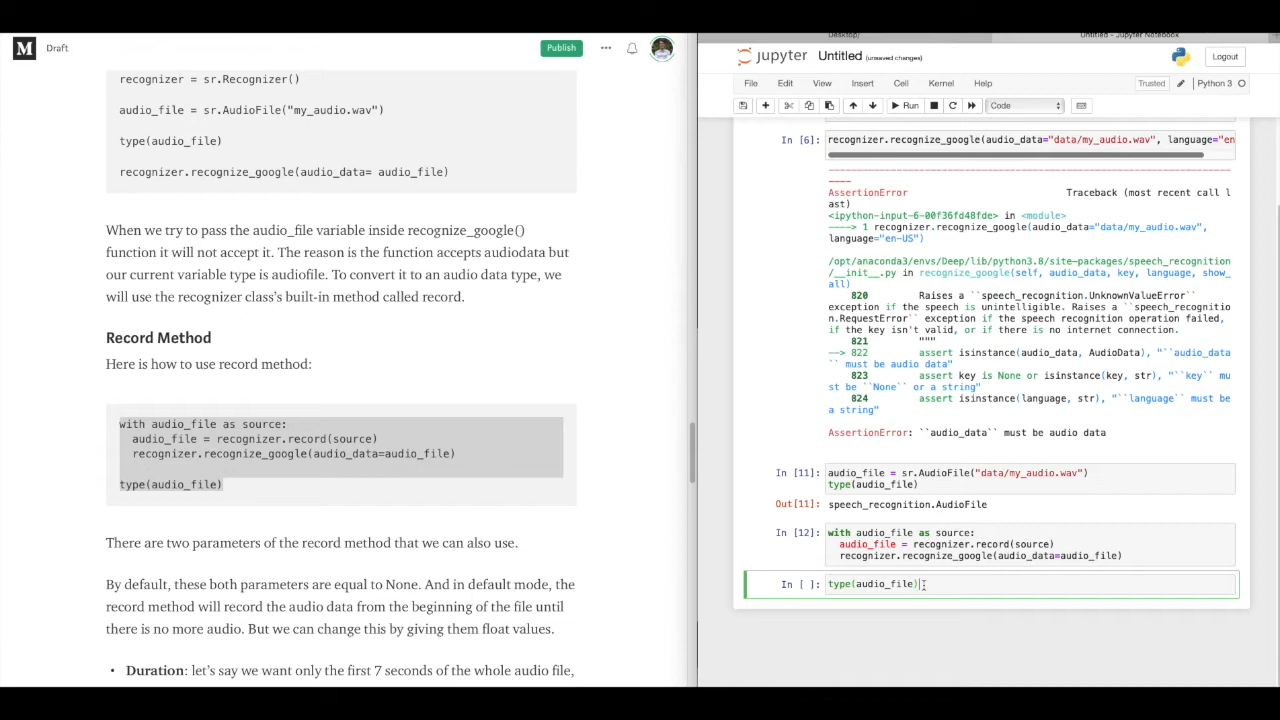 M Draft Publish
recognizer = sr.Recognizer()
audio_file = sr.AudioFile("my_audio.wav")
type(audio_file)
recognizer.recognize_google(audio_data= audio_file)
When we try to pass the audio_file variable inside recognize_google()
function it will not accept it. The reason is the function accepts audiodata but
our current variable type is audiofile. To convert it to an audio data type, we
will use the recognizer class's built-in method called record.
Record Method
Here is how to use record method:
with audio_file as source:
audio_file = recognizer.record(source)
recognizer.recognize_google(audio_data=audio_file)
type(audio_file)
There are two parameters of the record method that we can also use.
By default, these both parameters are equal to None. And in default mode, the
record method will record the audio data from the beginning of the file until
there is no more audio. But we can change this by giving them float values.
• Duration: let's say we want only the first 7 seconds of the whole audio file,
Desktop/ Untitled - Jupyter Notebook
jupyter Untitled (unsaved changes) Logout
File Edit View Insert Cell Kernel Help Trusted Python 3
Run Code
In [6]: recognizer.recognize_google(audio_data="data/my_audio.wav", language="en
---------------------------------------------------------------------------
----
AssertionError Traceback (most recent call l
ast)
<ipython-input-6-00f36fd48fde> in <module>
----> 1 recognizer.recognize_google(audio_data="data/my_audio.wav",
language="en-US")
/opt/anaconda3/envs/Deep/lib/python3.8/site-packages/speech_recognition
/__init__.py in recognize_google(self, audio_data, key, language, show_
all)
820 Raises a ``speech_recognition.UnknownValueError``
exception if the speech is unintelligible. Raises a ``speech_recognitio
n.RequestError`` exception if the speech recognition operation failed,
if the key isn't valid, or if there is no internet connection.
821 """
--> 822 assert isinstance(audio_data, AudioData), "``audio_data
`` must be audio data"
823 assert key is None or isinstance(key, str), "``key`` mu
st be ``None`` or a string"
824 assert isinstance(language, str), "``language`` must be
a string"
AssertionError: ``audio_data`` must be audio data
In [11]: audio_file = sr.AudioFile("data/my_audio.wav")
type(audio_file)
Out[11]: speech_recognition.AudioFile
In [12]: with audio_file as source:
audio_file = recognizer.record(source)
recognizer.recognize_google(audio_data=audio_file)
In [ ]: type(audio_file)